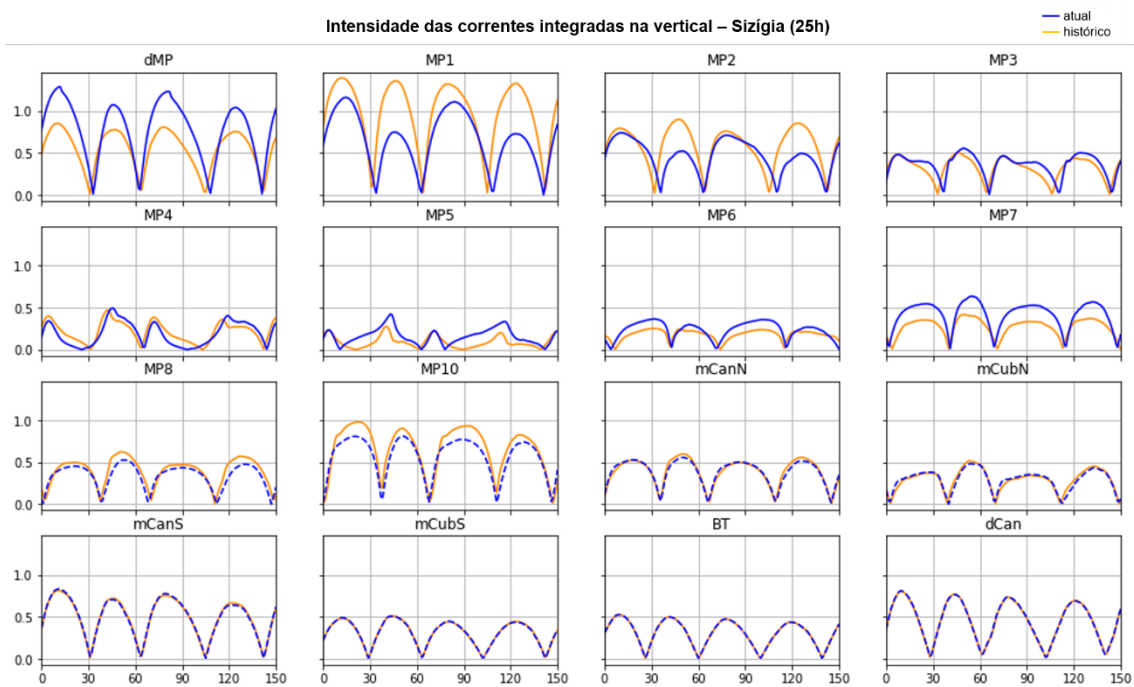 Intensidade das correntes integradas na vertical – Sizígia (25h)
atual
histórico
dMP MP1 MP2 MP3
1.0
0.5
0.0
MP4 MP5 MP6 MP7
1.0
0.5
0.0
MP8 MP10 mCanN mCubN
1.0
0.5
0.0
mCanS mCubS BT dCan
1.0
0.5
0.0
0 30 60 90 120 150 0 30 60 90 120 150 0 30 60 90 120 150 0 30 60 90 120 150